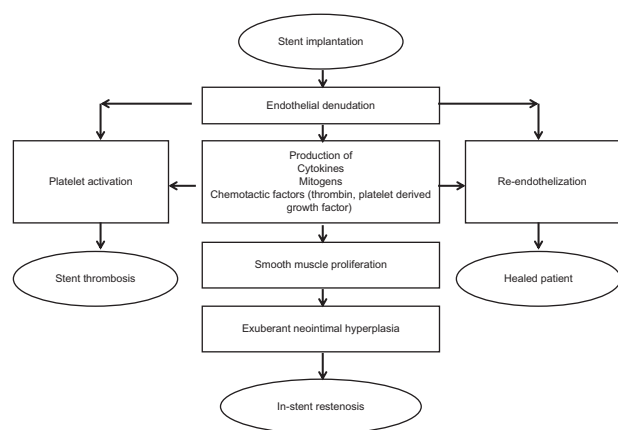 Stent implantation
Endothelial denudation
Platelet activation
Production of
Cytokines
Mitogens
Chemotactic factors (thrombin, platelet derived
growth factor)
Re-endothelization
Stent thrombosis
Smooth muscle proliferation
Healed patient
Exuberant neointimal hyperplasia
In-stent restenosis